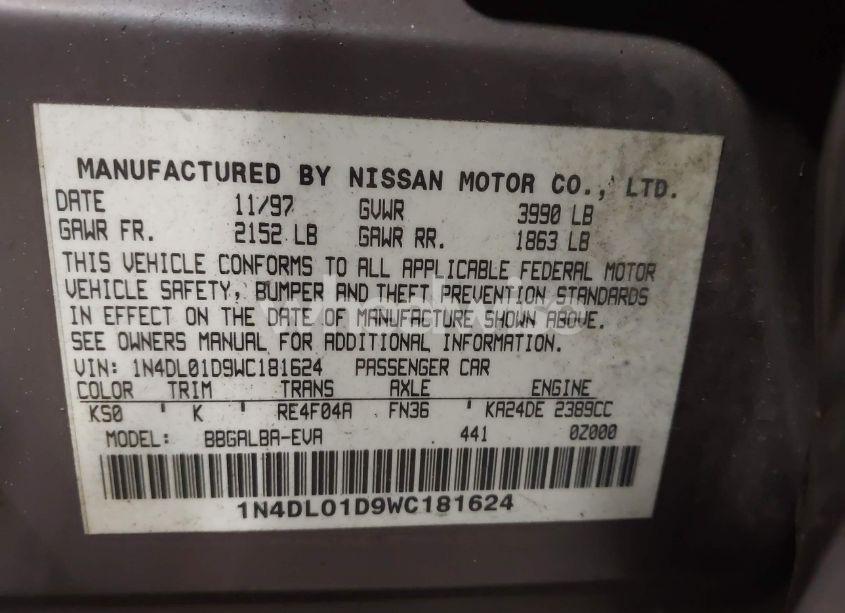 MANUFACTURED BY NISSAN MOTOR CO., LTD.
DATE 11/97 GVWR 3990 LB
GAWR FR. 2152 LB GAWR RR. 1863 LB
THIS VEHICLE CONFORMS TO ALL APPLICABLE FEDERAL MOTOR
VEHICLE SAFETY, BUMPER AND THEFT PREVENTION STANDARDS
IN EFFECT ON THE DATE OF MANUFACTURE SHOWN ABOVE.
SEE OWNERS MANUAL FOR ADDITIONAL INFORMATION.
VIN: 1N4DL01D9WC181624 PASSENGER CAR
COLOR TRIM TRANS AXLE ENGINE
KS0 ' K ' RE4F04A FN36 ' KA24DE 2389CC
MODEL: BBGALBA-EVA 441 0Z000
1N4DL01D9WC181624